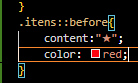 }
.itens::before{
content:"★";
color: red;
}